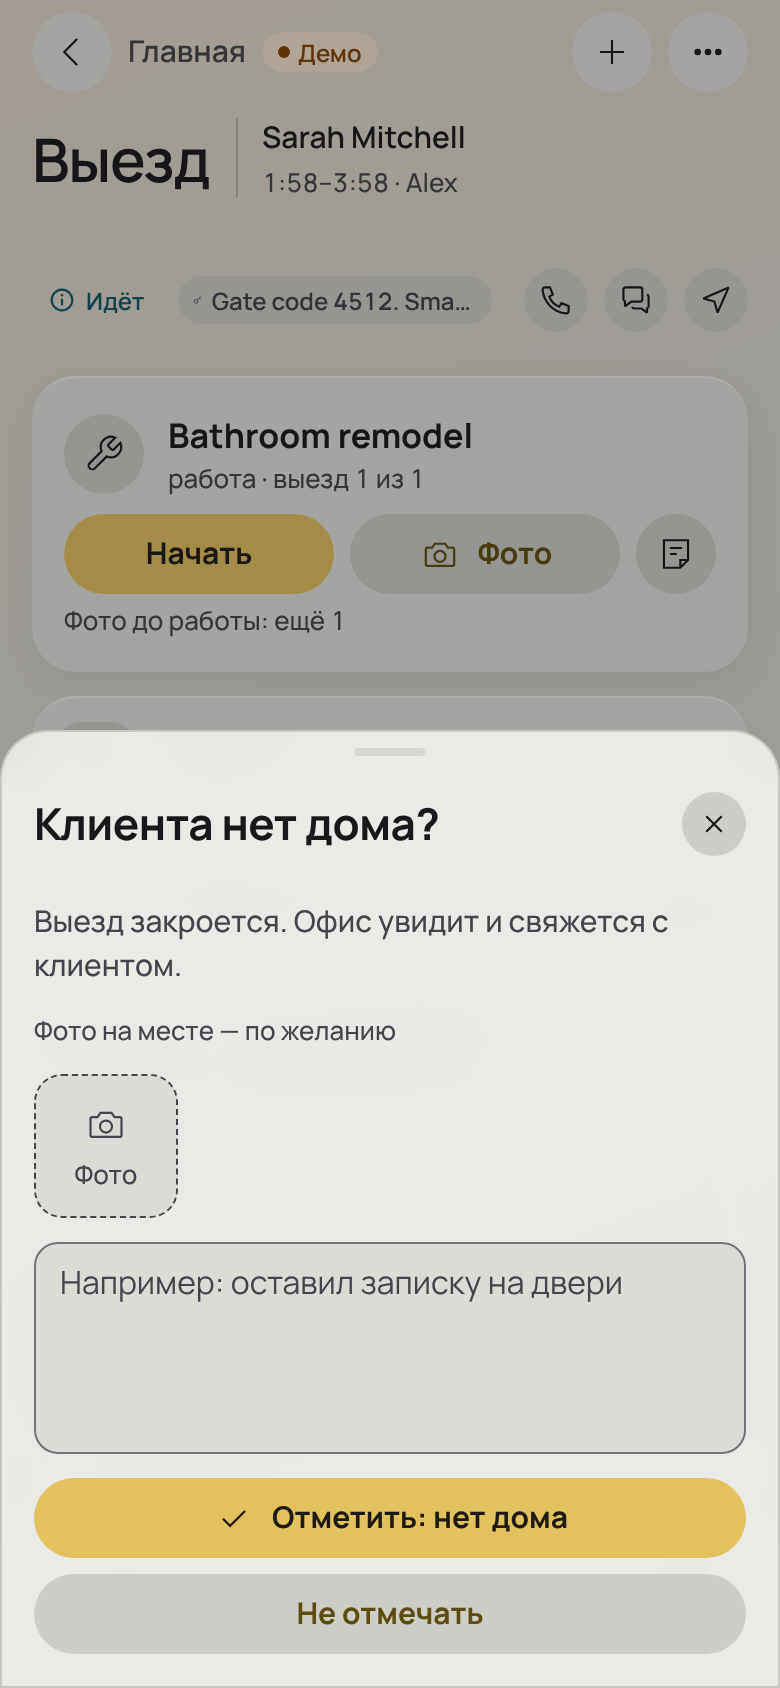 Главная
Демо
Выезд
Sarah Mitchell
1:58–3:58 · Alex
Идёт
Gate code 4512. Sma...
Bathroom remodel
работа · выезд 1 из 1
Начать
Фото
Фото до работы: ещё 1
Клиента нет дома?
Выезд закроется. Офис увидит и свяжется с
клиентом.
Фото на месте — по желанию
Фото
Например: оставил записку на двери
Отметить: нет дома
Не отмечать